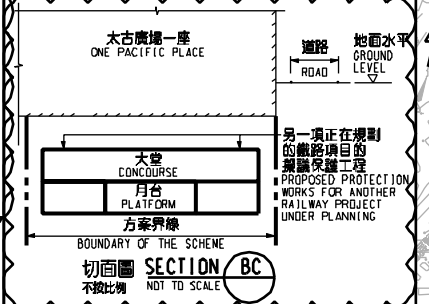 太古廣場一座
ONE PACIFIC PLACE
道路
ROAD
地面水平
GROUND
LEVEL
大堂
CONCOURSE
月台
PLATFORM
另一項正在規劃
的鐵路項目的
擬議保護工程
PROPOSED PROTECTION
WORKS FOR ANOTHER
RAILWAY PROJECT
UNDER PLANNING
方案界線
BOUNDARY OF THE SCHEME
切面圖 SECTION BC
不按比例 NOT TO SCALE